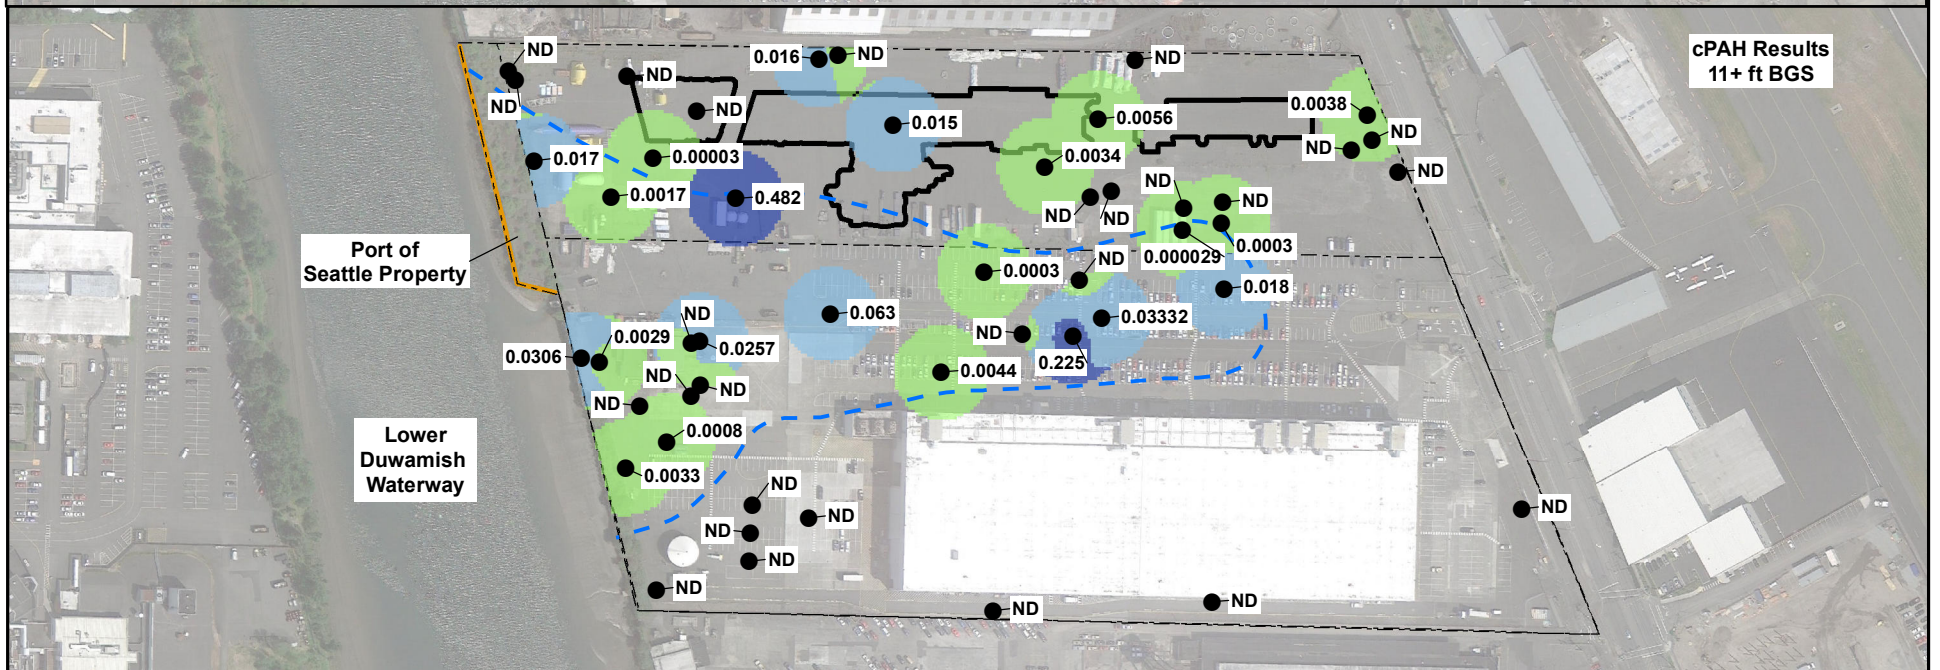 cPAH Results
11+ ft BGS
ND
ND
ND
ND
0.016
ND
ND
0.015
0.0056
0.0038
ND
ND
ND
0.017
0.00003
0.0017
0.482
0.0034
ND
ND
ND
ND
0.0003
0.000029
Port of
Seattle Property
0.0003
ND
0.018
0.063
0.03332
ND
0.225
0.0044
ND
0.0257
0.0029
0.0306
ND
ND
ND
0.0008
0.0033
Lower
Duwamish
Waterway
ND
ND
ND
ND
ND
ND
ND
ND